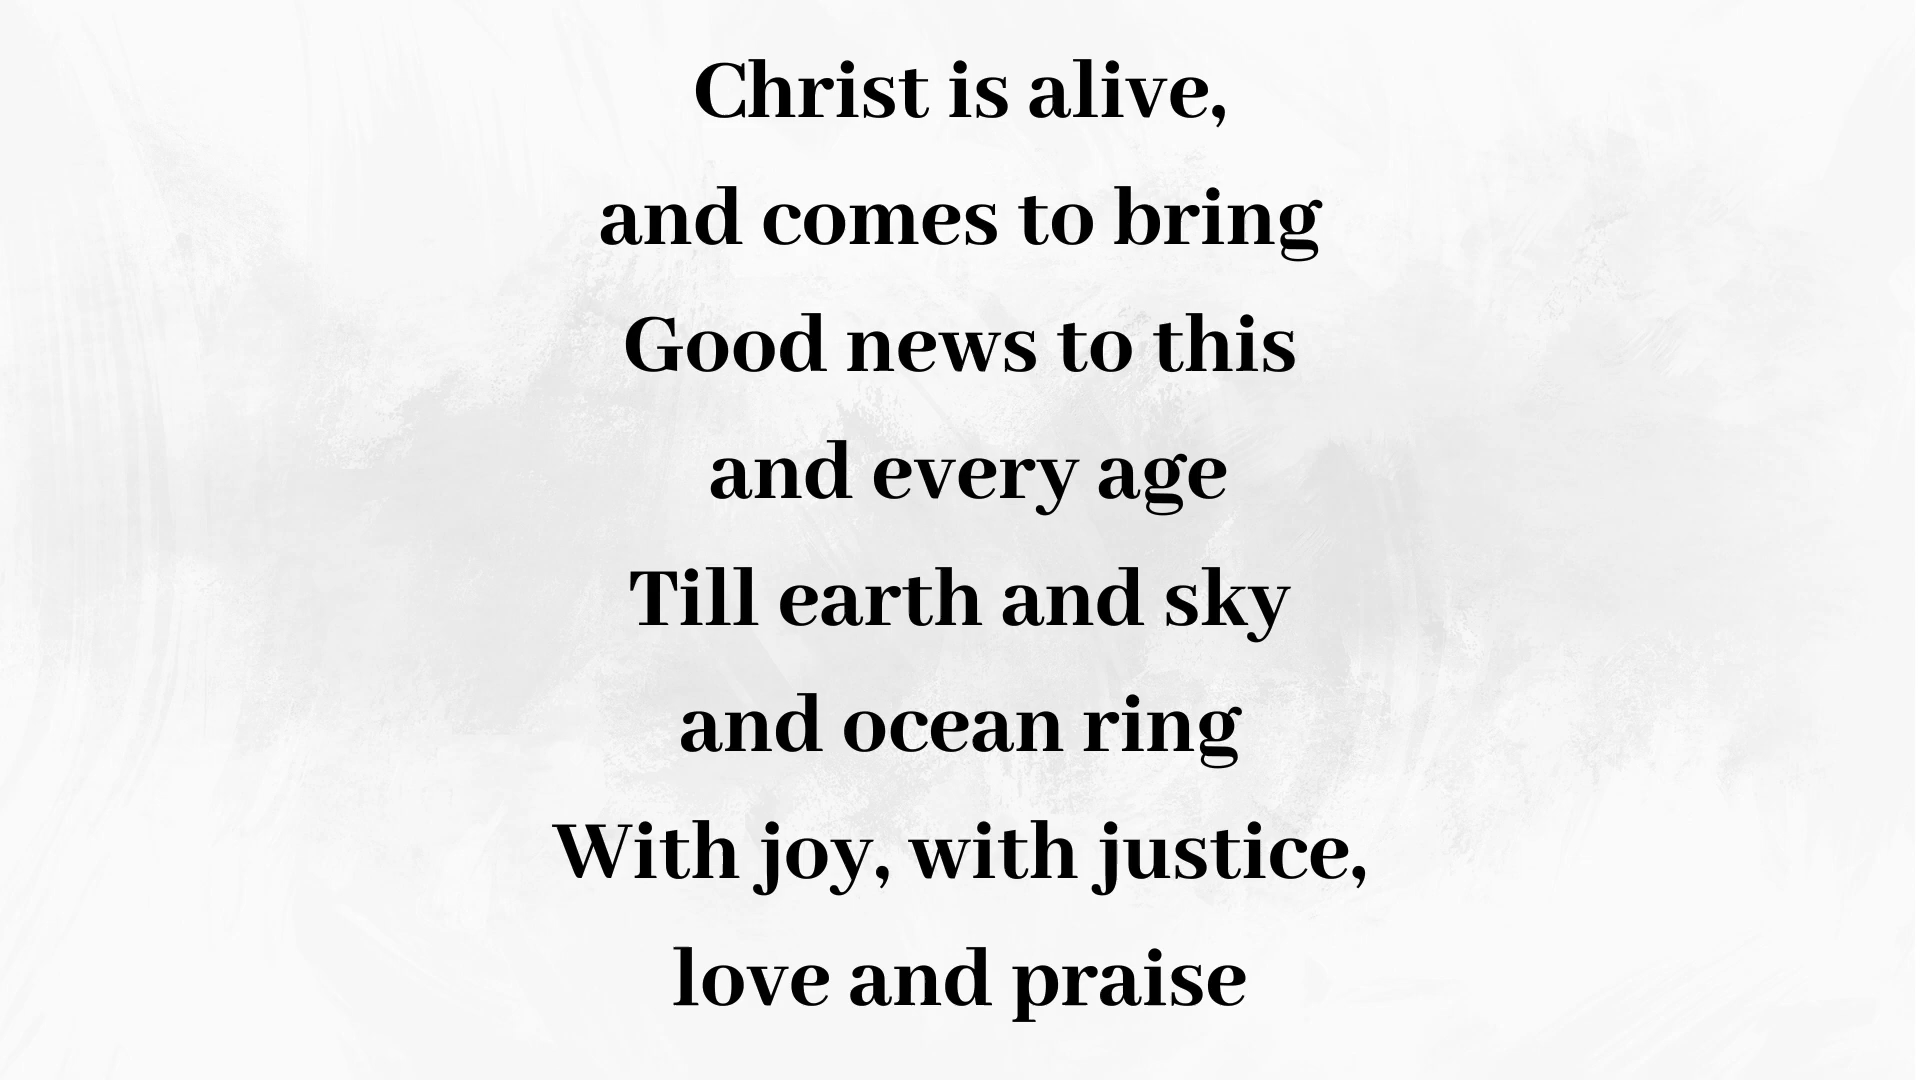 Christ is alive,
and comes to bring
Good news to this
and every age
Till earth and sky
and ocean ring
With joy, with justice,
love and praise